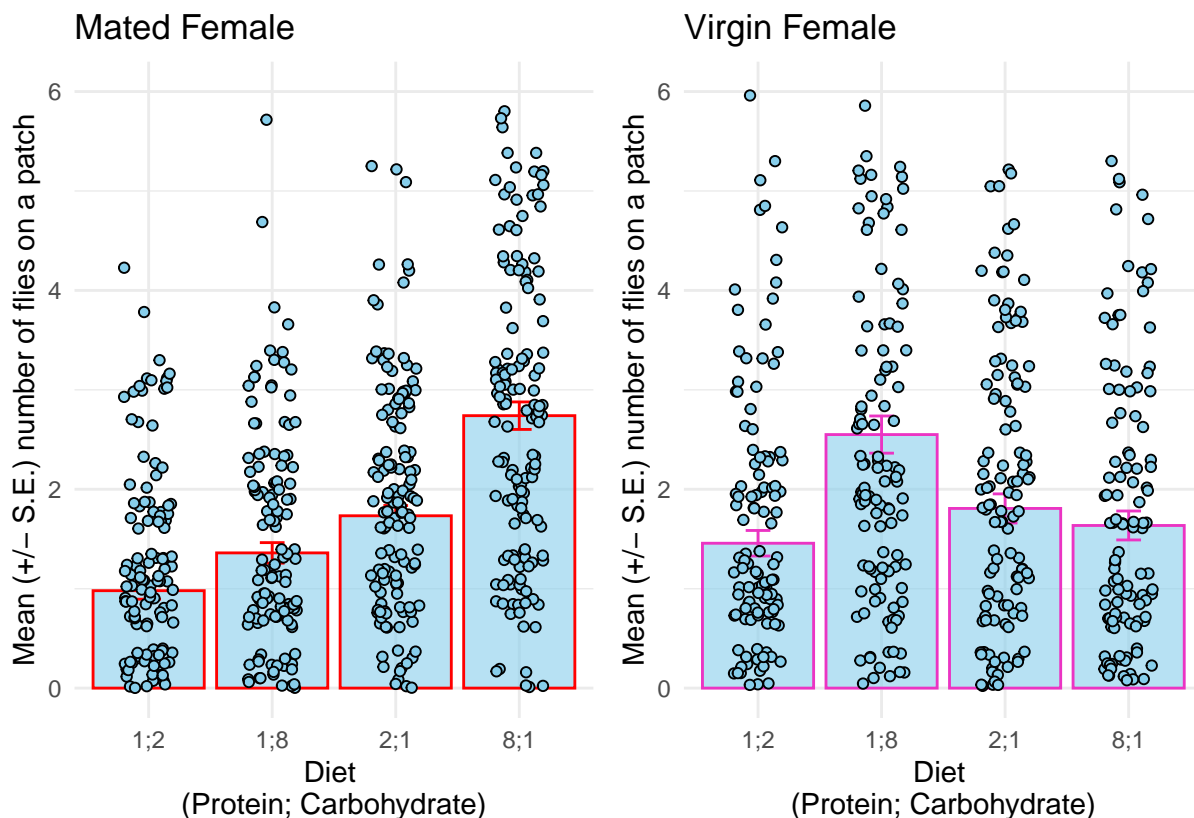 Mated Female
Mean (+/− S.E.) number of flies on a patch
6
4
2
0
1;2 1;8 2;1 8;1
Diet
(Protein; Carbohydrate)
Virgin Female
Mean (+/− S.E.) number of flies on a patch
6
4
2
0
1;2 1;8 2;1 8;1
Diet
(Protein; Carbohydrate)